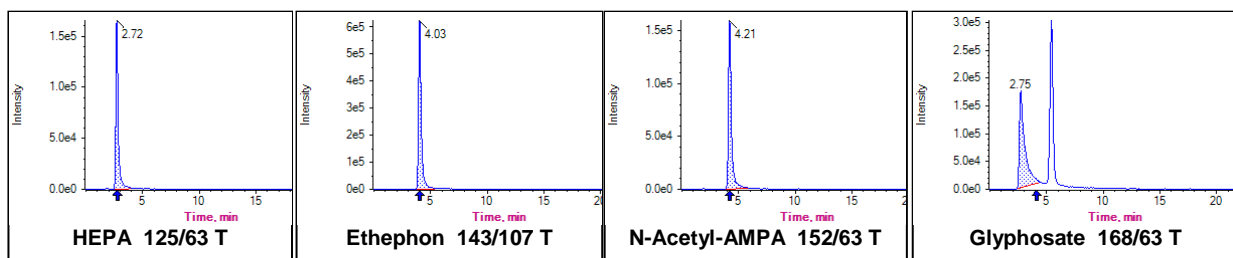 Intensity
1.5e5
1.0e5
5.0e4
0.0e0
2.72
5 10 15
Time, min
HEPA 125/63 T
Intensity
6e5
5e5
4e5
3e5
2e5
1e5
0e0
4.03
5 10 15 20
Time, min
Ethephon 143/107 T
Intensity
1.5e5
1.0e5
5.0e4
0.0e0
4.21
5 10 15 2
Time, min
N-Acetyl-AMPA 152/63 T
Intensity
3.0e5
2.5e5
2.0e5
1.5e5
1.0e5
5.0e4
0.0e0
2.75
5 10 15 20
Time, min
Glyphosate 168/63 T